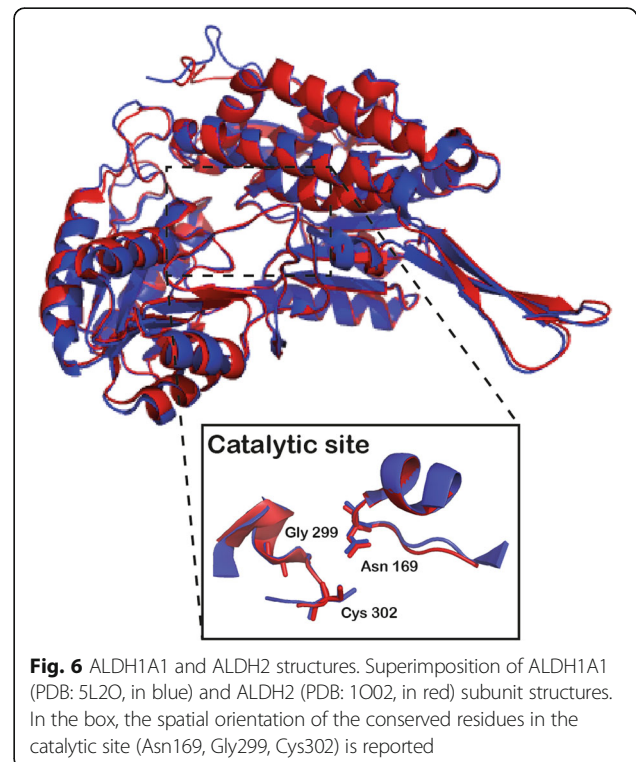 Catalytic site
Gly 299
Asn 169
Cys 302
Fig. 6 ALDH1A1 and ALDH2 structures. Superimposition of ALDH1A1
(PDB: 5L2O, in blue) and ALDH2 (PDB: 1O02, in red) subunit structures.
In the box, the spatial orientation of the conserved residues in the
catalytic site (Asn169, Gly299, Cys302) is reported